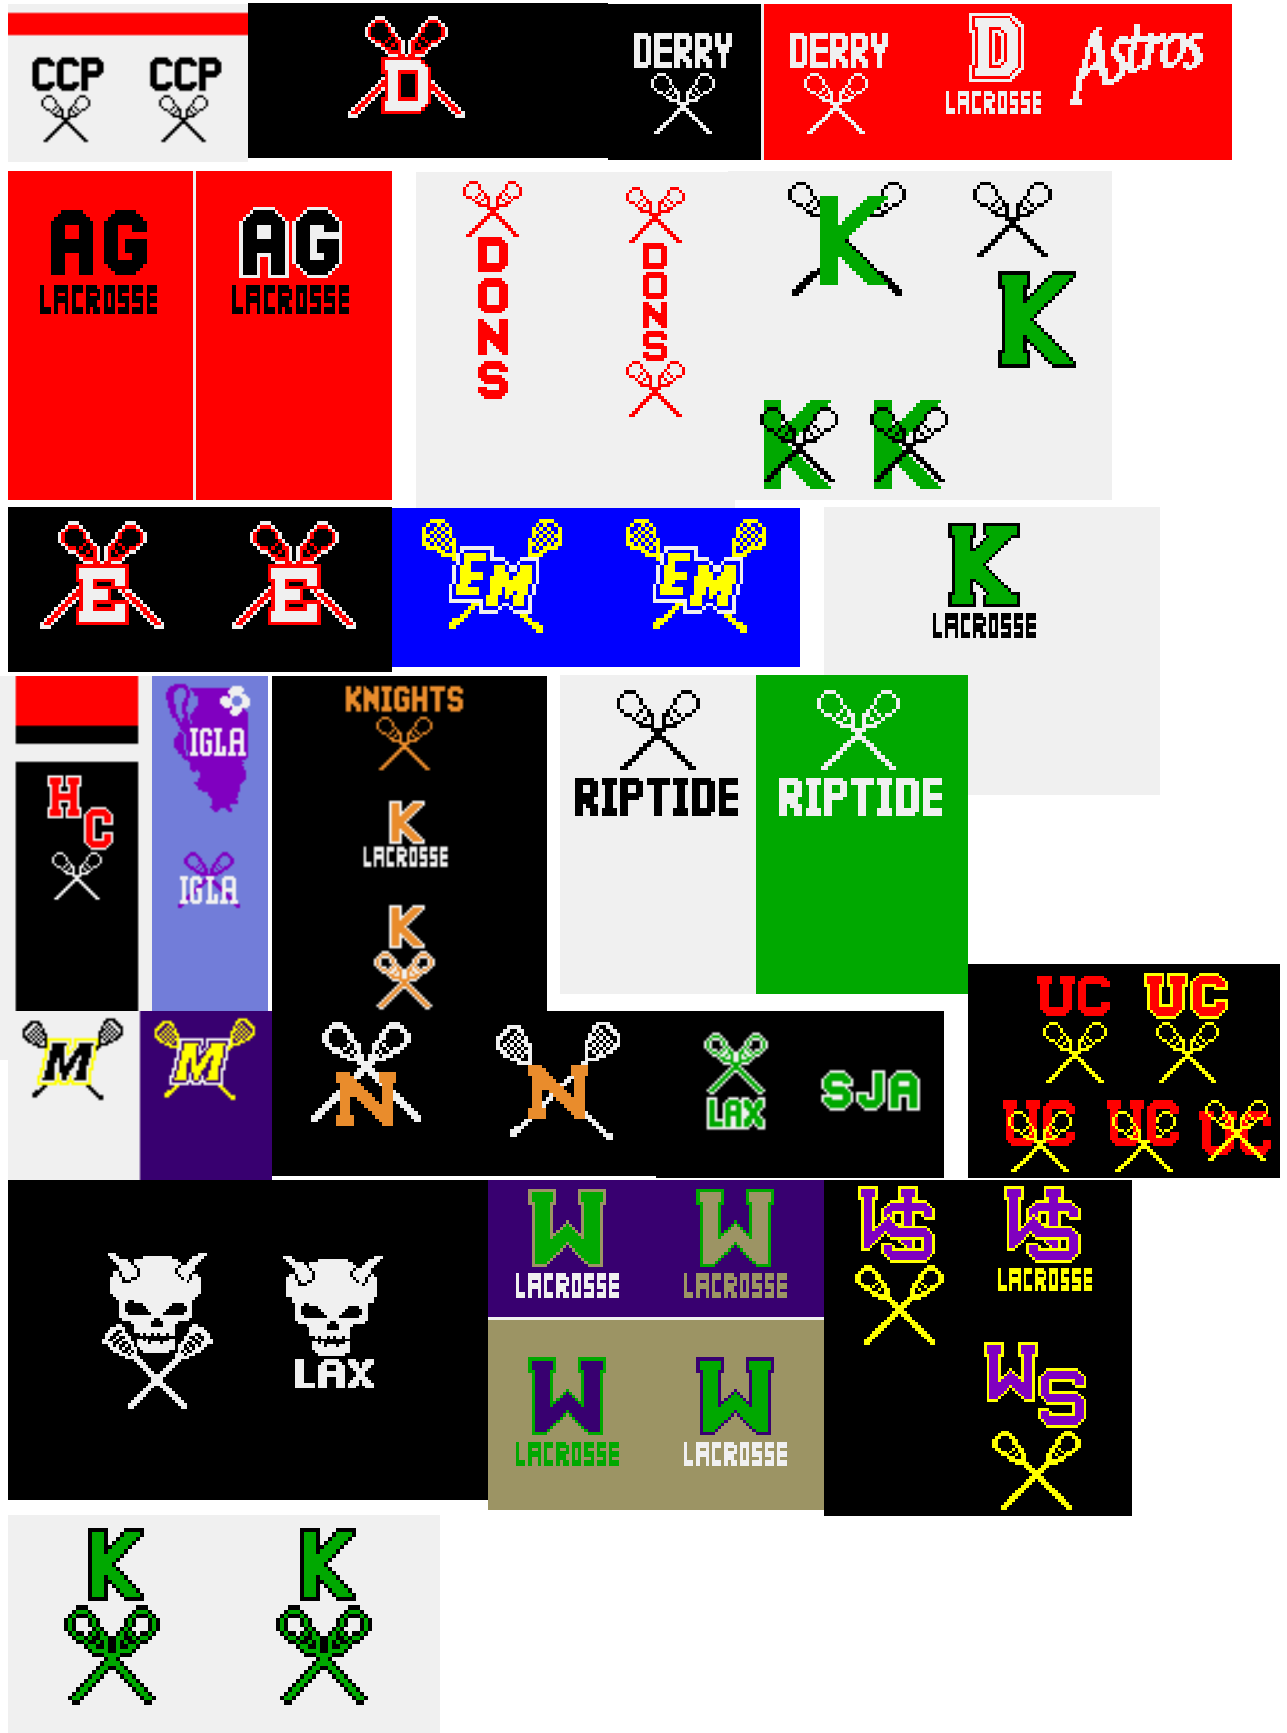 CCP CCP
D
DERRY
DERRY
D
LACROSSE
Astros
AG
LACROSSE
AG
LACROSSE
DONS
DONS
K
K
K K
E E
EM EM
K
LACROSSE
HC
IGLA
IGLA
KNIGHTS
K
LACROSSE
K
RIPTIDE
RIPTIDE
M M
N N
LAX
SJA
UC UC
UC UC UC
LAX
W
LACROSSE
W
LACROSSE
W
LACROSSE
W
LACROSSE
WS
WS
LACROSSE
WS
K K